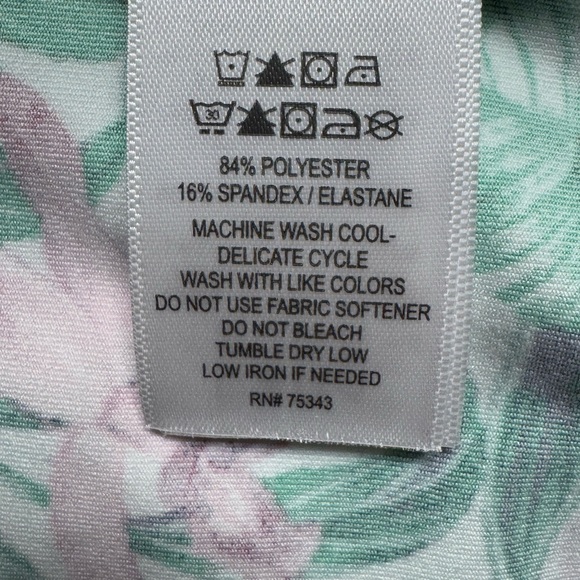 30
84% POLYESTER
16% SPANDEX / ELASTANE
MACHINE WASH COOL-
DELICATE CYCLE
WASH WITH LIKE COLORS
DO NOT USE FABRIC SOFTENER
DO NOT BLEACH
TUMBLE DRY LOW
LOW IRON IF NEEDED
RN# 75343